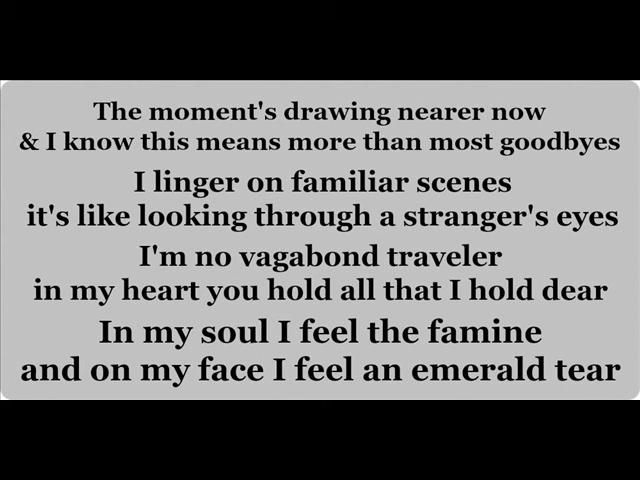 The moment's drawing nearer now
& I know this means more than most goodbyes
I linger on familiar scenes
it's like looking through a stranger's eyes
I'm no vagabond traveler
in my heart you hold all that I hold dear
In my soul I feel the famine
and on my face I feel an emerald tear